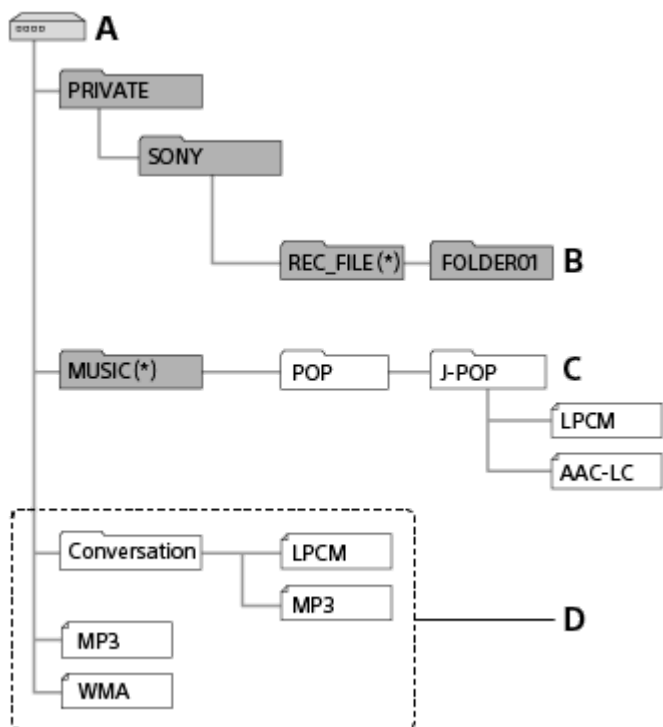 A
PRIVATE
SONY
REC_FILE(*)
FOLDER01
B
MUSIC(*)
POP
J-POP
C
LPCM
AAC-LC
Conversation
LPCM
MP3
D
MP3
WMA